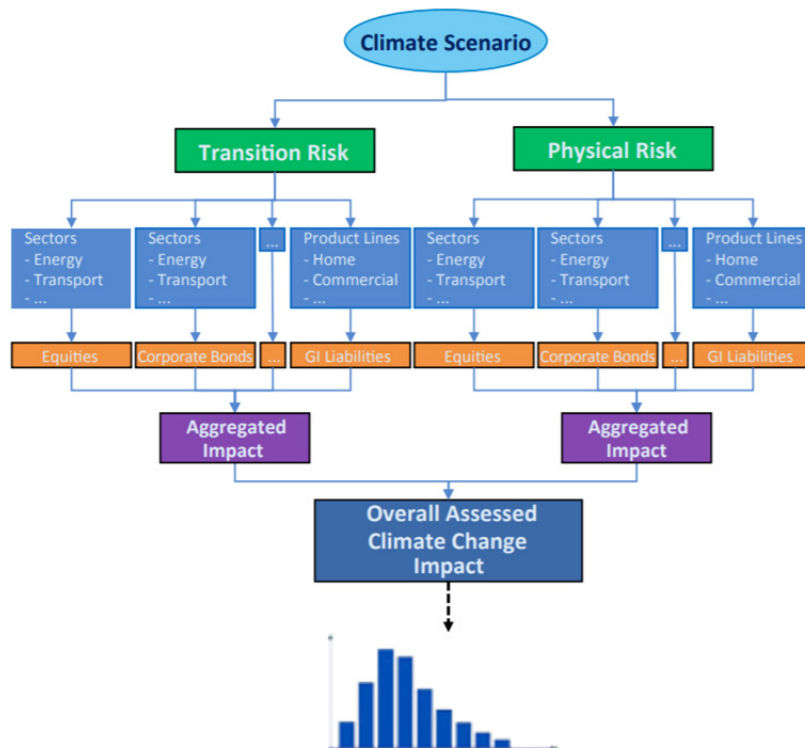 Climate Scenario
Transition Risk
Physical Risk
Sectors
- Energy
- Transport
- ...
Sectors
- Energy
- Transport
- ...
...
Product Lines
- Home
- Commercial
- ...
Sectors
- Energy
- Transport
- ...
Sectors
- Energy
- Transport
- ...
...
Product Lines
- Home
- Commercial
- ...
Equities
Corporate Bonds
...
GI Liabilities
Equities
Corporate Bonds
...
GI Liabilities
Aggregated
Impact
Aggregated
Impact
Overall Assessed
Climate Change
Impact